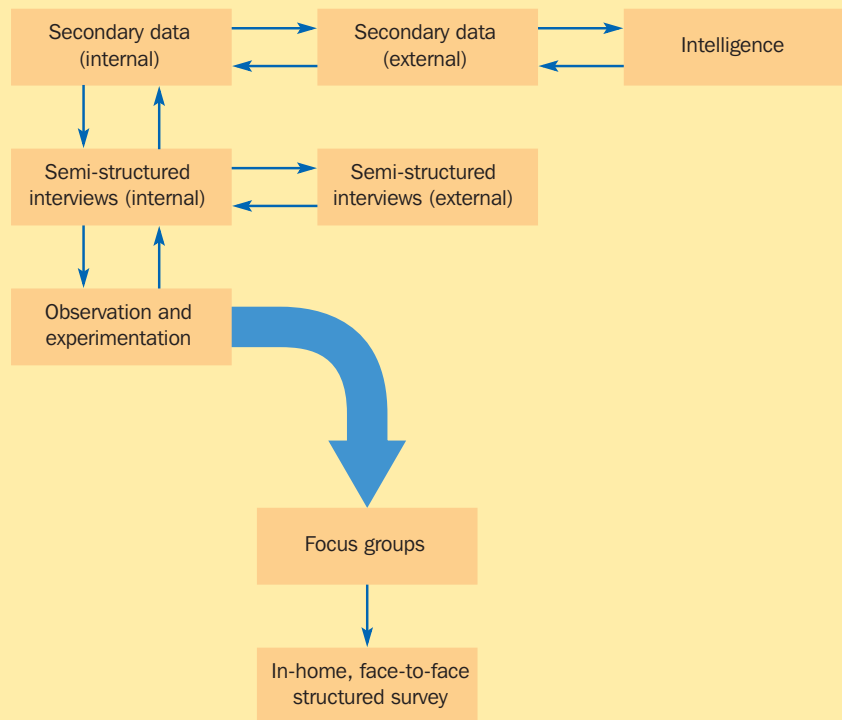 Secondary data
(internal)
Secondary data
(external)
Intelligence
Semi-structured
interviews (internal)
Semi-structured
interviews (external)
Observation and
experimentation
Focus groups
In-home, face-to-face
structured survey